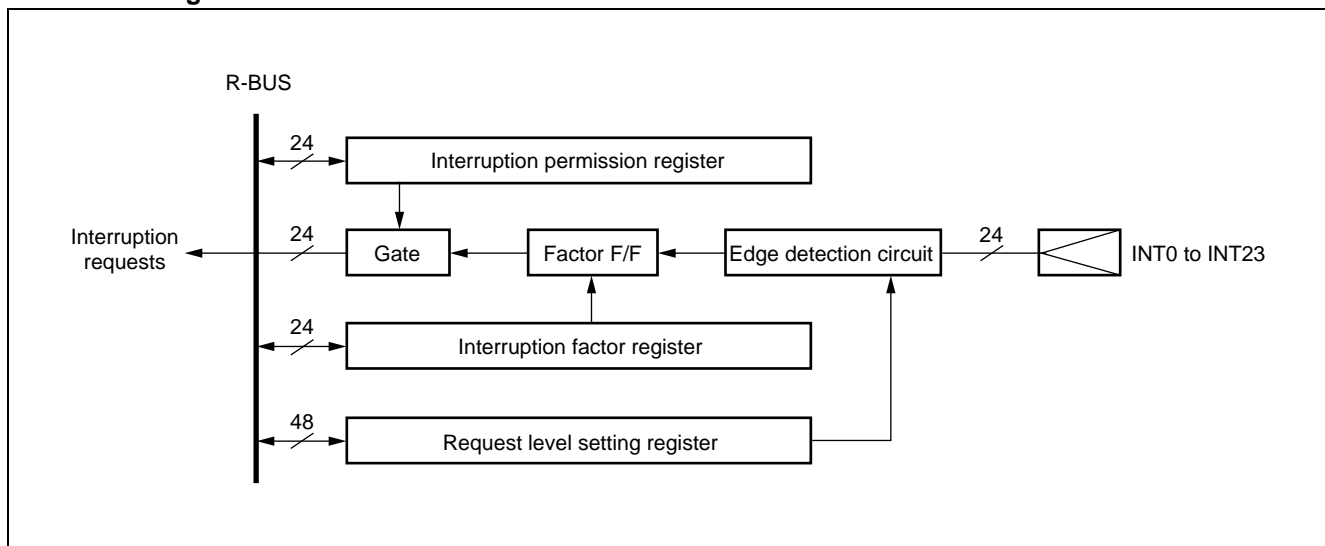 R-BUS
24
Interruption permission register
Interruption
requests
24
Gate
Factor F/F
Edge detection circuit
24
INT0 to INT23
24
Interruption factor register
48
Request level setting register